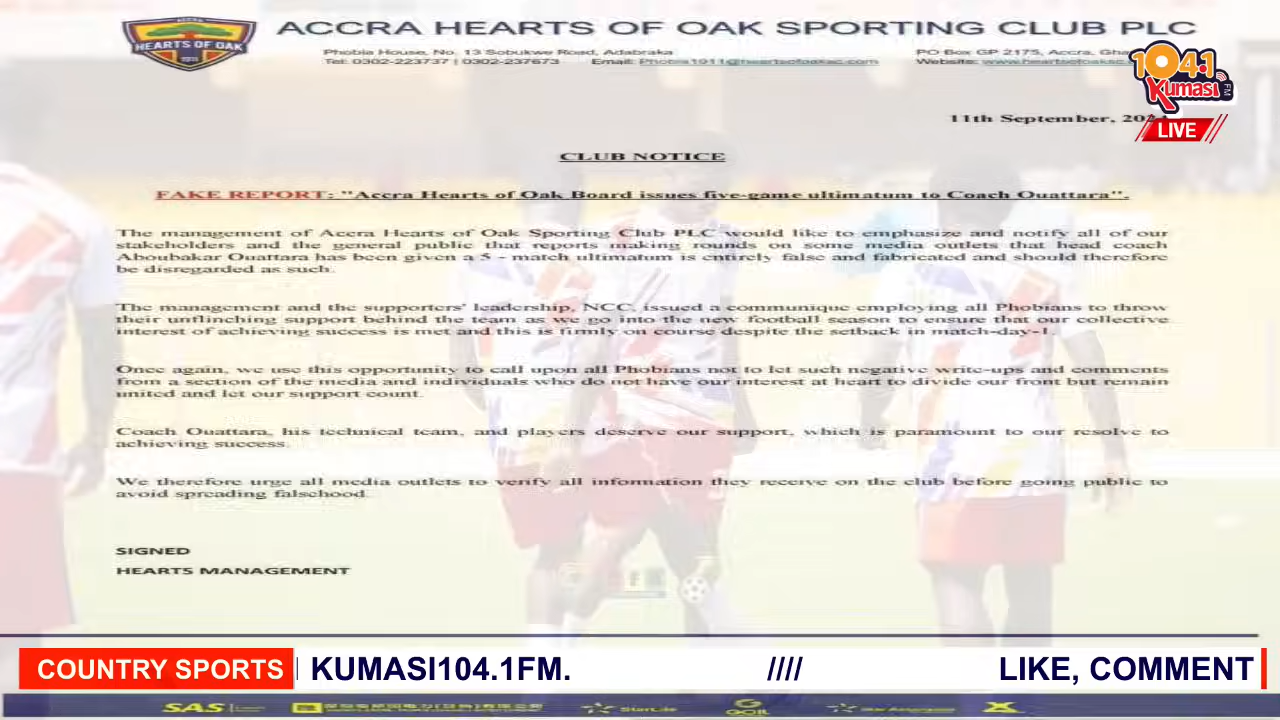 ACCRA HEARTS OF OAK SPORTING CLUB PLC
HEARTS OF OAK
1911
Phobia House, No. 13 Sobukwe Road, Adabraka
PO Box GP 2175, Accra,
Tel: 0302-223737 | 0302-237673 Email: Phobia1911@heartsofoaksc.com
Website:
104.1
Kumasi FM
LIVE
11th September,
CLUB NOTICE
FAKE REPORT: "Accra Hearts of Oak Board issues five-game ultimatum to Coach Ouattara".
The management of Accra Hearts of Oak Sporting Club PLC would like to emphasize and notify all of our
stakeholders and the general public that reports making rounds on some media outlets that head coach
Aboubakar Ouattara has been given a 5 - match ultimatum is entirely false and fabricated and should therefore
be disregarded as such.
The management and the supporters' leadership, NCC, issued a communique employing all Phobians to throw
their unflinching support behind the team as we go into the new football season to ensure that our collective
interest of achieving success is met and this is firmly on course despite the setback in match-day-1.
Once again, we use this opportunity to call upon all Phobians not to let such negative write-ups and comments
from a section of the media and individuals who do not have our interest at heart to divide our front but remain
united and let our support count.
Coach Ouattara, his technical team, and players deserve our support, which is paramount to our resolve to
achieving success.
We therefore urge all media outlets to verify all information they receive on the club before going public to
avoid spreading falsehood.
SIGNED
HEARTS MANAGEMENT
COUNTRY SPORTS
KUMASI104.1FM. //// LIKE, COMMENT
SAS StarLife GOIL